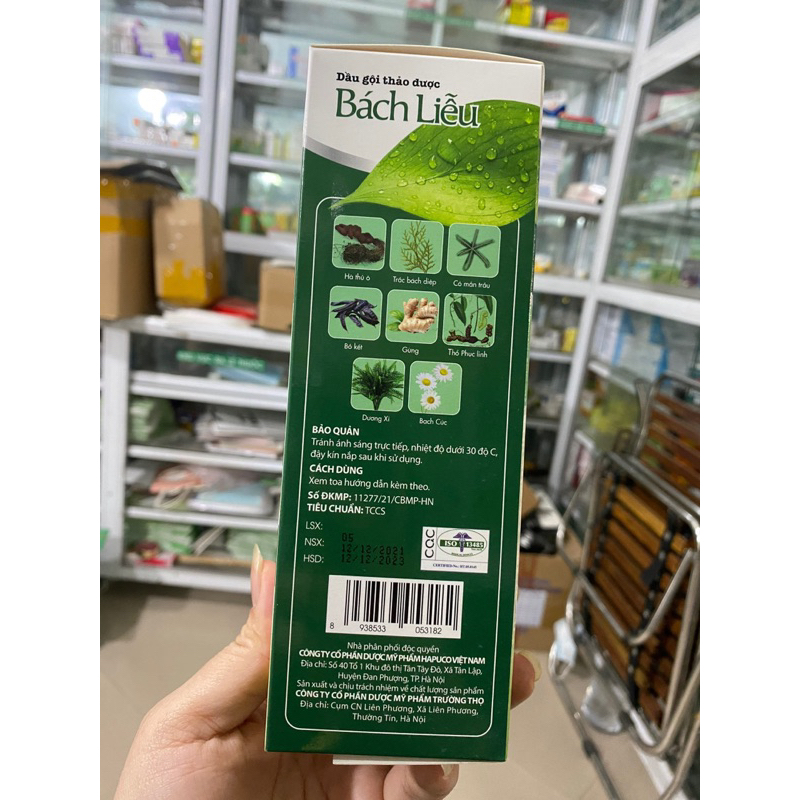 Dầu gội thảo dược
Bách Liễu
Hà thủ ô
Trắc bách diệp
Cỏ mần trầu
Bồ kết
Gừng
Thổ Phục linh
Dương Xỉ
Bạch Cúc
BẢO QUẢN
Tránh ánh sáng trực tiếp, nhiệt độ dưới 30 độ C,
đậy kín nắp sau khi sử dụng.
CÁCH DÙNG
Xem toa hướng dẫn kèm theo.
Số ĐKMP: 11277/21/CBMP-HN
TIÊU CHUẨN: TCCS
LSX: 05
NSX: 12/12/2021
HSD: 12/12/2023
CQC
ISO 13485
8 938533 053182
Nhà phân phối độc quyền
CÔNG TY CỔ PHẦN DƯỢC MỸ PHẨM HAPUCO VIỆT NAM
Địa chỉ: Số 40 Tổ 1 Khu đô thị Tân Tây Đô, Xã Tân Lập,
Huyện Đan Phượng, TP. Hà Nội
Sản xuất và chịu trách nhiệm về chất lượng sản phẩm
CÔNG TY CỔ PHẦN DƯỢC MỸ PHẨM TRƯỜNG THỌ
Địa chỉ: Cụm CN Liên Phương, Xã Liên Phương,
Thường Tín, Hà Nội